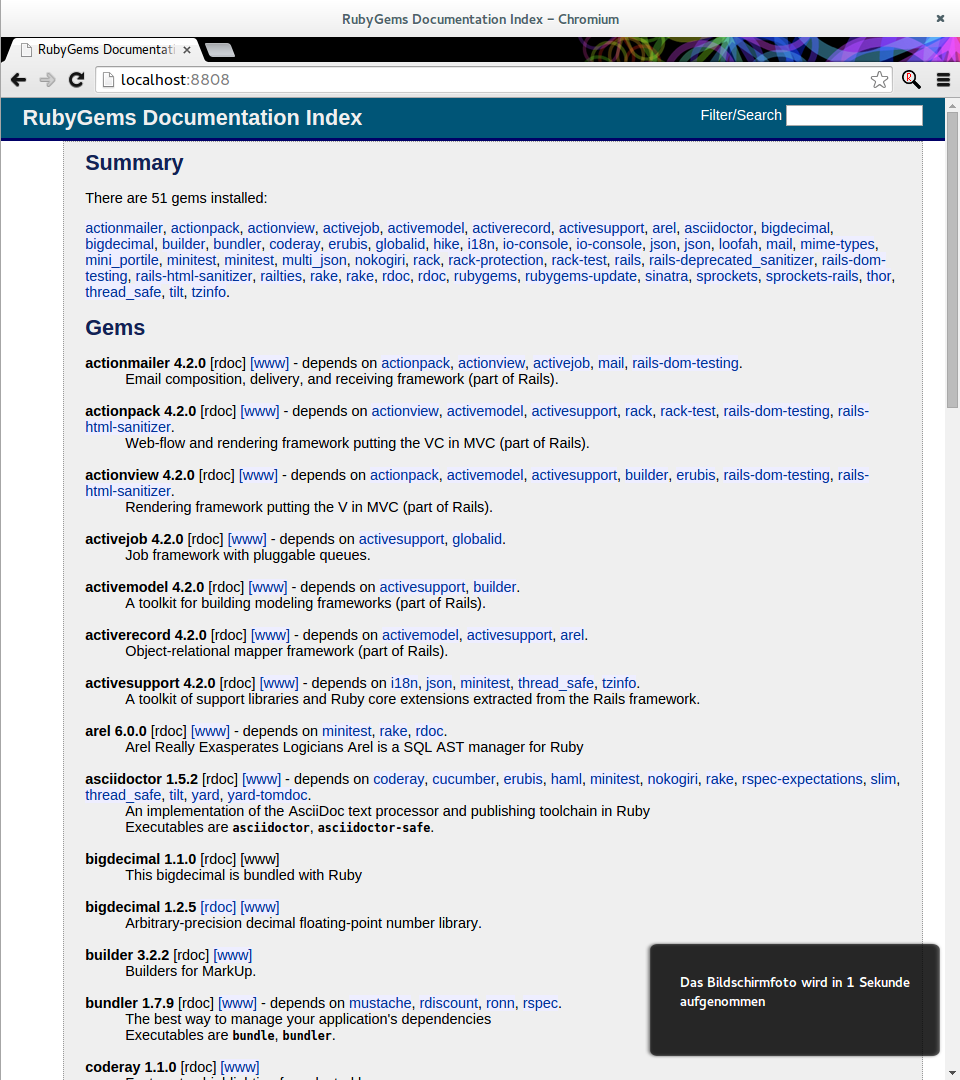 RubyGems Documentation Index - Chromium
RubyGems Documentati
localhost:8808
RubyGems Documentation Index
Filter/Search
Summary
There are 51 gems installed:
actionmailer, actionpack, actionview, activejob, activemodel, activerecord, activesupport, arel, asciidoctor, bigdecimal,
bigdecimal, builder, bundler, coderay, erubis, globalid, hike, i18n, io-console, io-console, json, json, loofah, mail, mime-types,
mini_portile, minitest, minitest, multi_json, nokogiri, rack, rack-protection, rack-test, rails, rails-deprecated_sanitizer, rails-dom-
testing, rails-html-sanitizer, railties, rake, rake, rdoc, rdoc, rubygems, rubygems-update, sinatra, sprockets, sprockets-rails, thor,
thread_safe, tilt, tzinfo.
Gems
actionmailer 4.2.0 [rdoc] [www] - depends on actionpack, actionview, activejob, mail, rails-dom-testing.
Email composition, delivery, and receiving framework (part of Rails).
actionpack 4.2.0 [rdoc] [www] - depends on actionview, activemodel, activesupport, rack, rack-test, rails-dom-testing, rails-
html-sanitizer.
Web-flow and rendering framework putting the VC in MVC (part of Rails).
actionview 4.2.0 [rdoc] [www] - depends on actionpack, activemodel, activesupport, builder, erubis, rails-dom-testing, rails-
html-sanitizer.
Rendering framework putting the V in MVC (part of Rails).
activejob 4.2.0 [rdoc] [www] - depends on activesupport, globalid.
Job framework with pluggable queues.
activemodel 4.2.0 [rdoc] [www] - depends on activesupport, builder.
A toolkit for building modeling frameworks (part of Rails).
activerecord 4.2.0 [rdoc] [www] - depends on activemodel, activesupport, arel.
Object-relational mapper framework (part of Rails).
activesupport 4.2.0 [rdoc] [www] - depends on i18n, json, minitest, thread_safe, tzinfo.
A toolkit of support libraries and Ruby core extensions extracted from the Rails framework.
arel 6.0.0 [rdoc] [www] - depends on minitest, rake, rdoc.
Arel Really Exasperates Logicians Arel is a SQL AST manager for Ruby
asciidoctor 1.5.2 [rdoc] [www] - depends on coderay, cucumber, erubis, haml, minitest, nokogiri, rake, rspec-expectations, slim,
thread_safe, tilt, yard, yard-tomdoc.
An implementation of the AsciiDoc text processor and publishing toolchain in Ruby
Executables are asciidoctor, asciidoctor-safe.
bigdecimal 1.1.0 [rdoc] [www]
This bigdecimal is bundled with Ruby
bigdecimal 1.2.5 [rdoc] [www]
Arbitrary-precision decimal floating-point number library.
builder 3.2.2 [rdoc] [www]
Builders for MarkUp.
bundler 1.7.9 [rdoc] [www] - depends on mustache, rdiscount, ronn, rspec.
The best way to manage your application's dependencies
Executables are bundle, bundler.
coderay 1.1.0 [rdoc] [www]
Das Bildschirmfoto wird in 1 Sekunde
aufgenommen